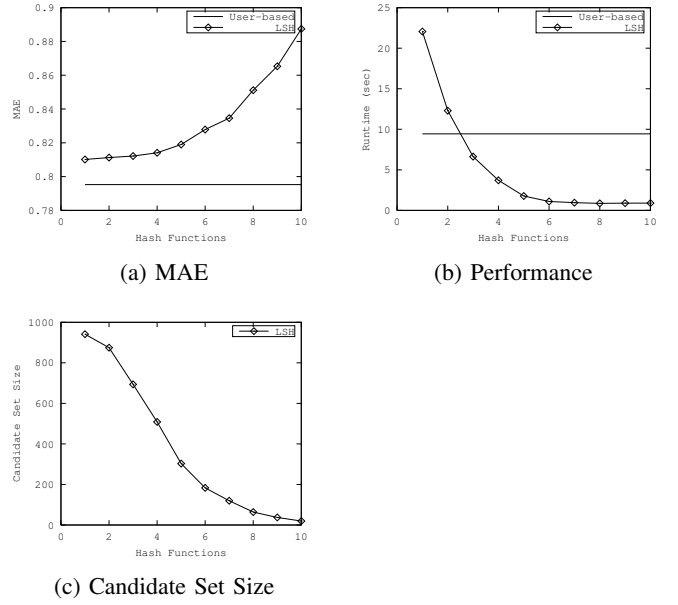 0.9
0.88
0.86
0.84
0.82
0.8
0.78
MAE
0 2 4 6 8 10
Hash Functions
User-based
LSH
(a) MAE
25
20
15
10
5
0
Runtime (sec)
0 2 4 6 8 10
Hash Functions
User-based
LSH
(b) Performance
1000
800
600
400
200
0
Candidate Set Size
0 2 4 6 8 10
Hash Functions
LSH
(c) Candidate Set Size